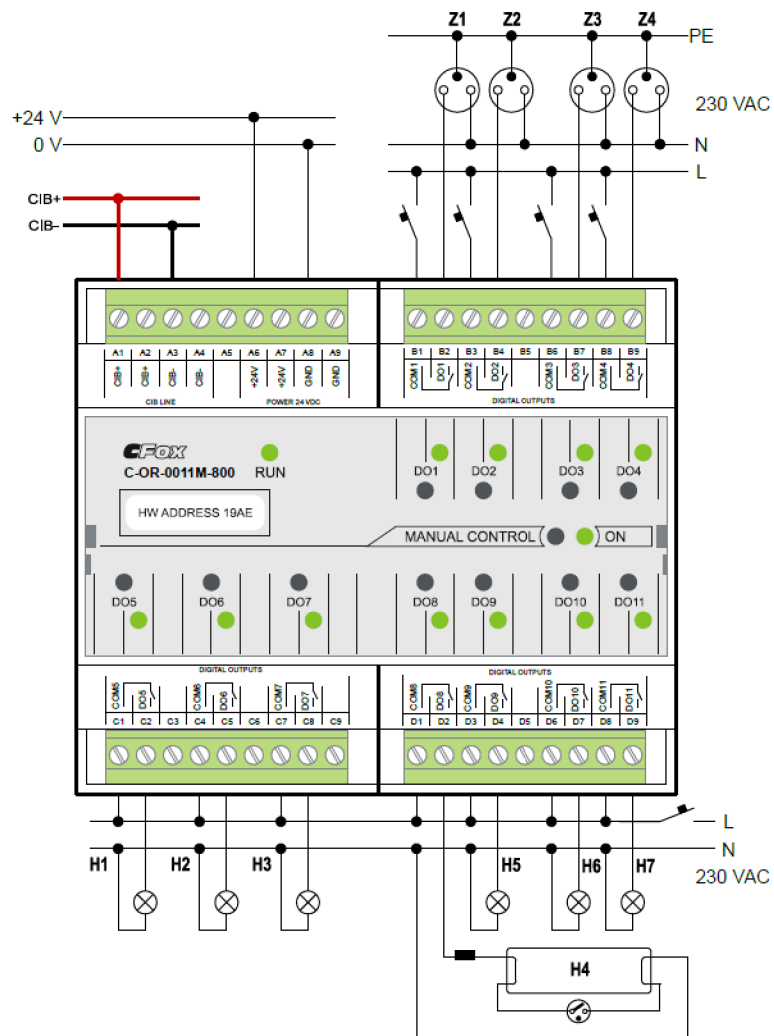 Z1 Z2 Z3 Z4
PE
230 VAC
+24 V
0 V
N
L
CIB+
CIB–
A1 A2 A3 A4 A5 A6 A7 A8 A9
CIB+ CIB+ CIB- CIB- +24V +24V GND GND
CIB LINE POWER 24 VDC
B1 B2 B3 B4 B5 B6 B7 B8 B9
COM1 DO1 COM2 DO2 COM3 DO3 COM4 DO4
DIGITAL OUTPUTS
CFox
C-OR-0011M-800 RUN
DO1 DO2 DO3 DO4
HW ADDRESS 19AE
MANUAL CONTROL ON
DO5 DO6 DO7 DO8 DO9 DO10 DO11
DIGITAL OUTPUTS
COM5 DO5 COM6 DO6 COM7 DO7
C1 C2 C3 C4 C5 C6 C7 C8 C9
DIGITAL OUTPUTS
COM8 DO8 COM9 DO9 COM10 DO10 COM11 DO11
D1 D2 D3 D4 D5 D6 D7 D8 D9
L
N
230 VAC
H1 H2 H3 H5 H6 H7
H4